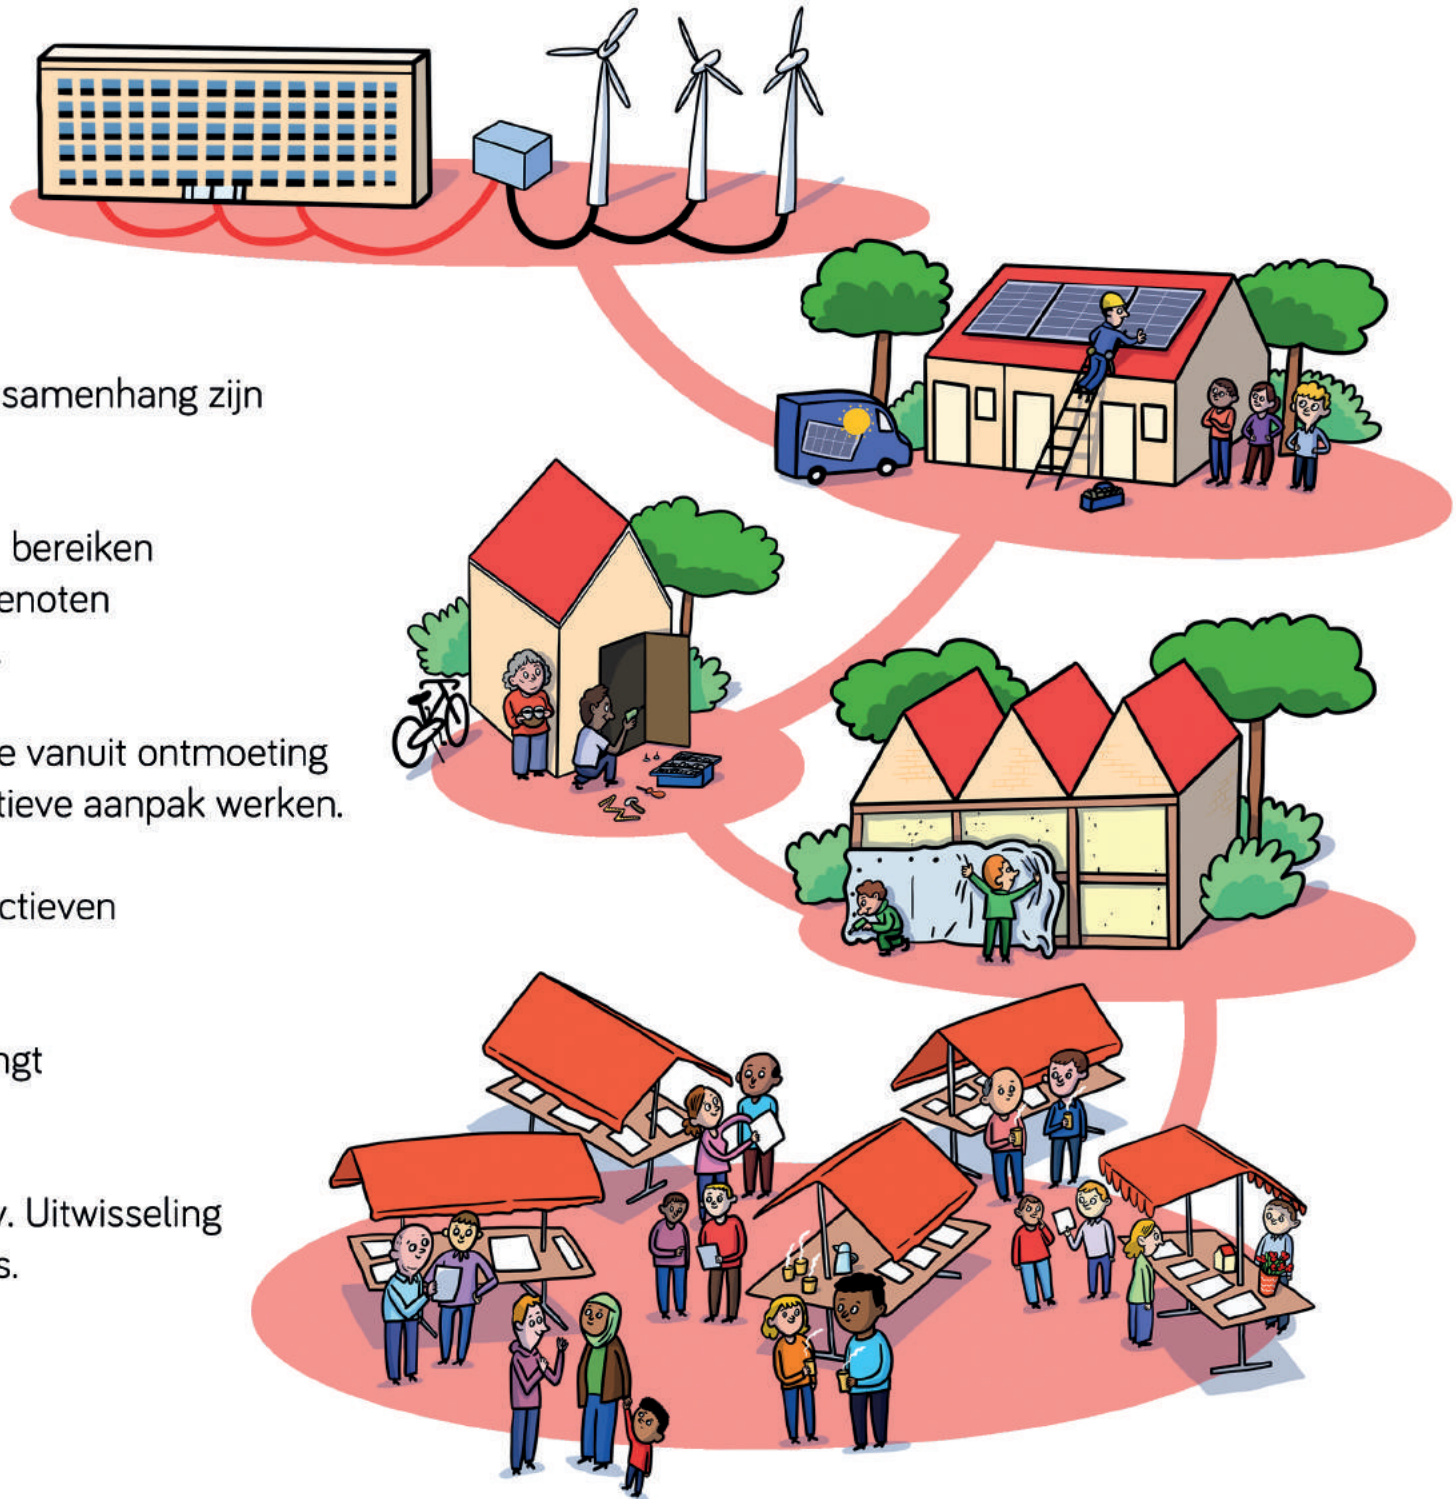 samenhang zijn
bereiken
enoten
e vanuit ontmoeting
tieve aanpak werken.
ctieven
ngt
. Uitwisseling
s.